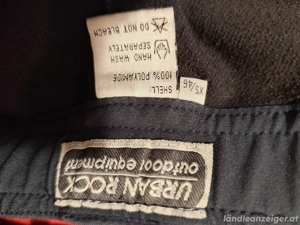 SHELL:
100% POLYAMIDE
HAND WASH
SEPARATELY
DO NOT BLEACH
XS/46
URBAN ROCK
outdoor equipment
© ländleanzeiger.at